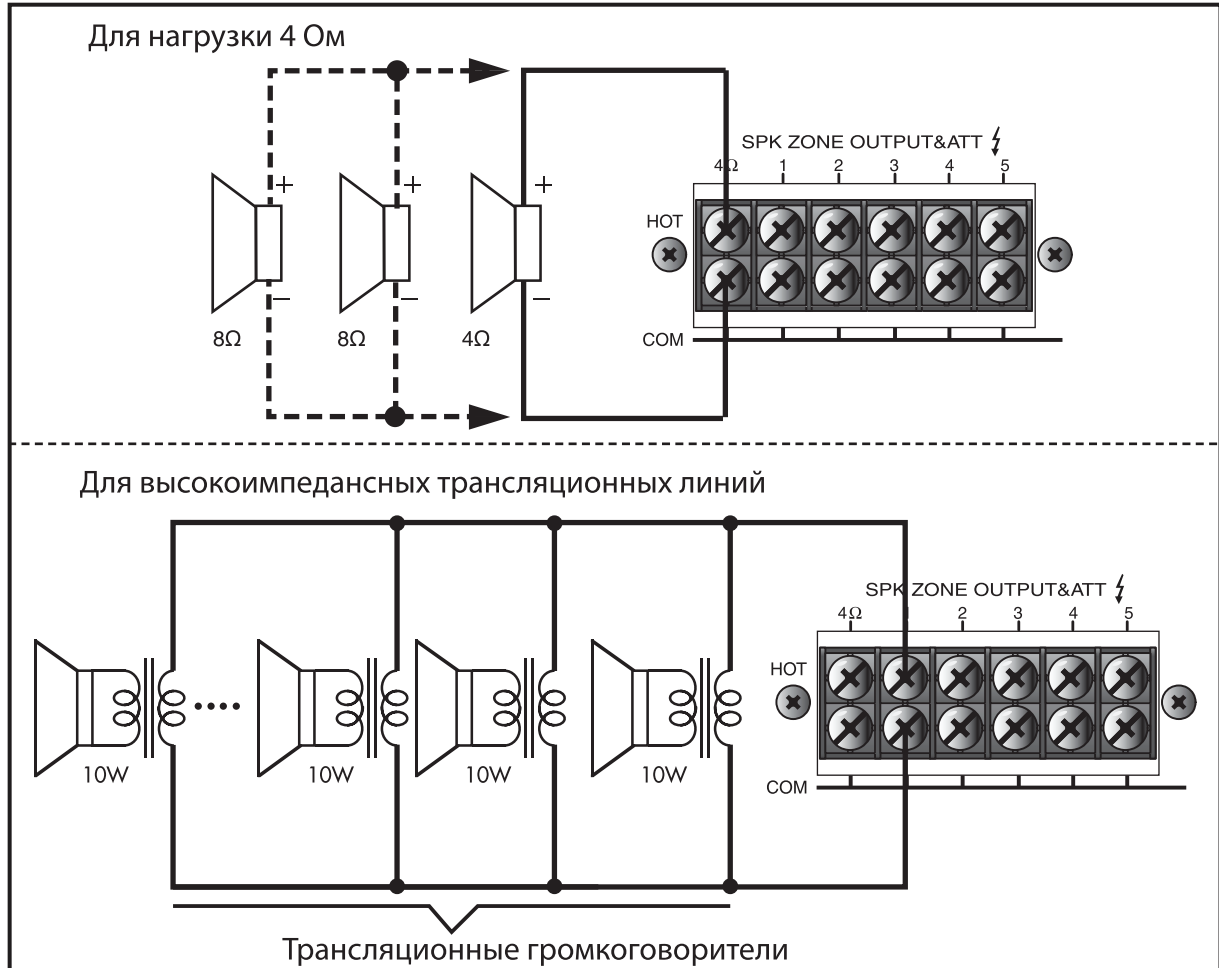 Для нагрузки 4 Ом
SPK ZONE OUTPUT&ATT
4Ω 1 2 3 4 5
+ + +
HOT
− − −
8Ω 8Ω 4Ω
COM
Для высокоимпедансных трансляционных линий
SPK ZONE OUTPUT&ATT
4Ω 2 3 4 5
HOT
10W 10W 10W 10W
COM
Трансляционные громкоговорители